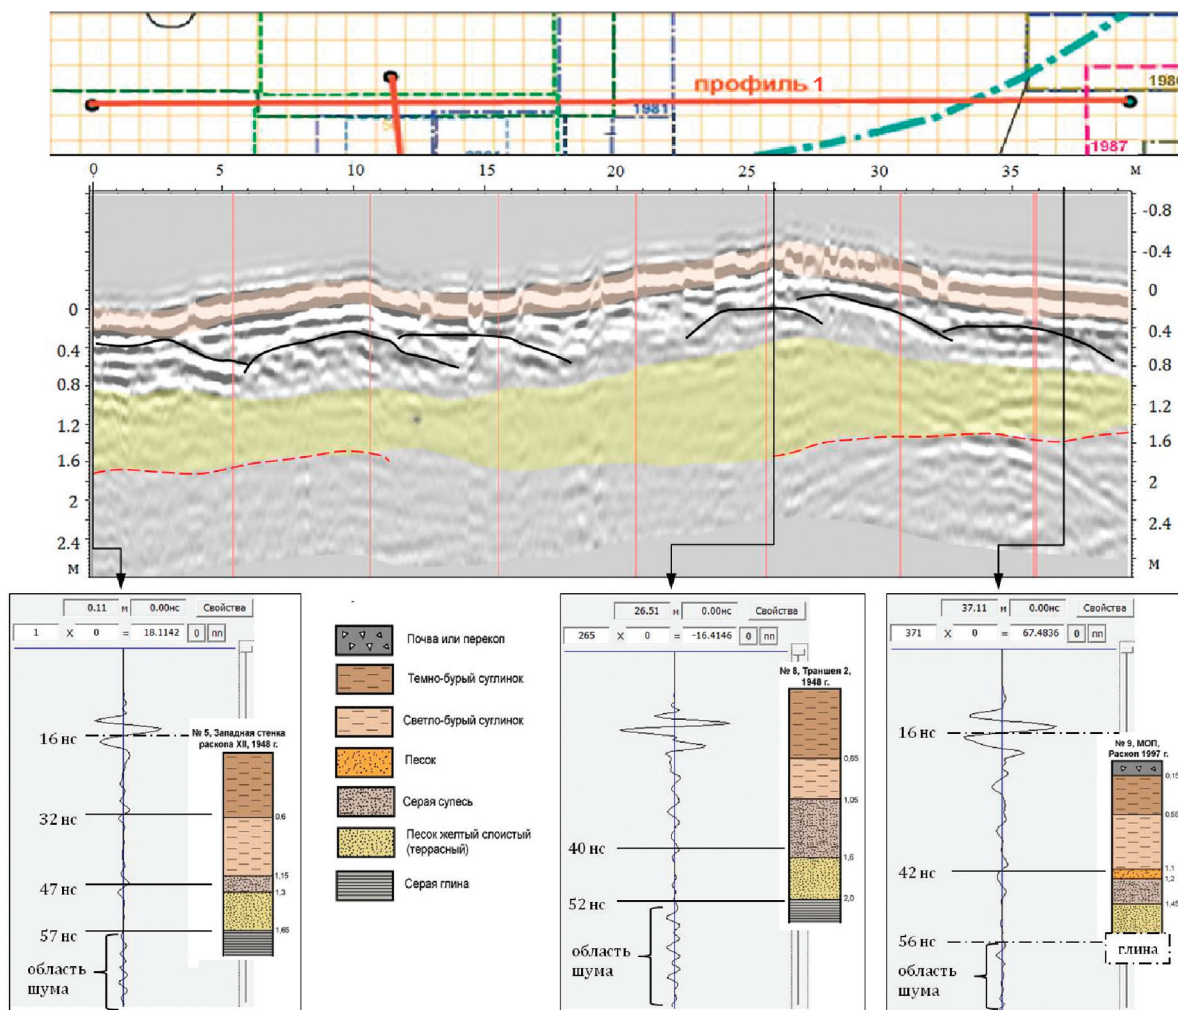 профиль 1
1981
1987
0 5 10 15 20 25 30 35 м
-0.8
-0.4
0
0.4
0.8
1.2
1.6
2
2.4
м
0
0.4
0.8
1.2
1.6
2
2.4
м
0.11 м 0.00нс Свойства
1 X 0 = 18.1142 0 пп
16 нс
32 нс
47 нс
57 нс
область
шума
№ 5, Западная стенка
раскопа XII, 1948 г.
0,6
1,15
1,3
1,65
Почва или перекоп
Темно-бурый суглинок
Светло-бурый суглинок
Песок
Серая супесь
Песок желтый слоистый
(террасный)
Серая глина
26.51 м 0.00нс Свойства
265 X 0 = -16.4146 0 пп
40 нс
52 нс
область
шума
№ 8, Траншея 2,
1948 г.
0,65
1,05
1,6
2,0
37.11 м 0.00нс Свойства
371 X 0 = 67.4836 0 пп
16 нс
42 нс
56 нс
область
шума
№ 9, МОП,
Раскоп 1997 г.
0,15
1,1
1,2
1,45
глина